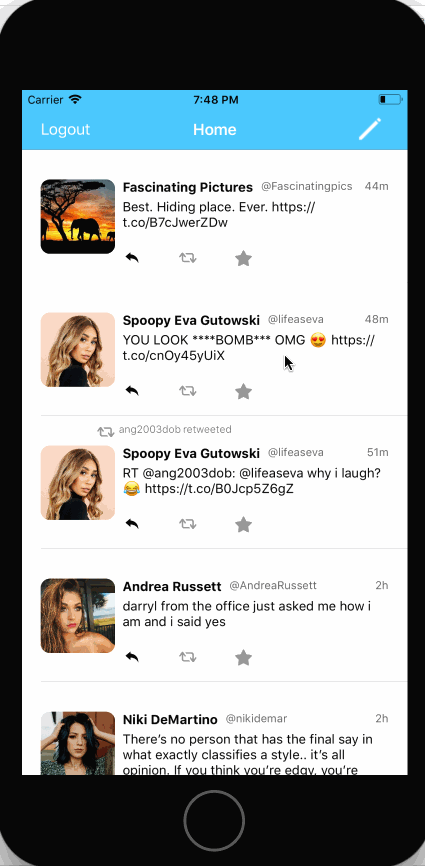 Carrier 7:48 PM
Logout Home
Fascinating Pictures @Fascinatingpics 44m
Best. Hiding place. Ever. https://
t.co/B7cJwerZDw
Spoopy Eva Gutowski @lifeaseva 48m
YOU LOOK ****BOMB*** OMG 😍 https://
t.co/cnOy45yUiX
ang2003dob retweeted
Spoopy Eva Gutowski @lifeaseva 51m
RT @ang2003dob: @lifeaseva why i laugh?
😂 https://t.co/B0Jcp5Z6gZ
Andrea Russett @AndreaRussett 2h
darryl from the office just asked me how i
am and i said yes
Niki DeMartino @nikidemar 2h
There's no person that has the final say in
what exactly classifies a style.. it's all
opinion. If you think you're edgy, you're